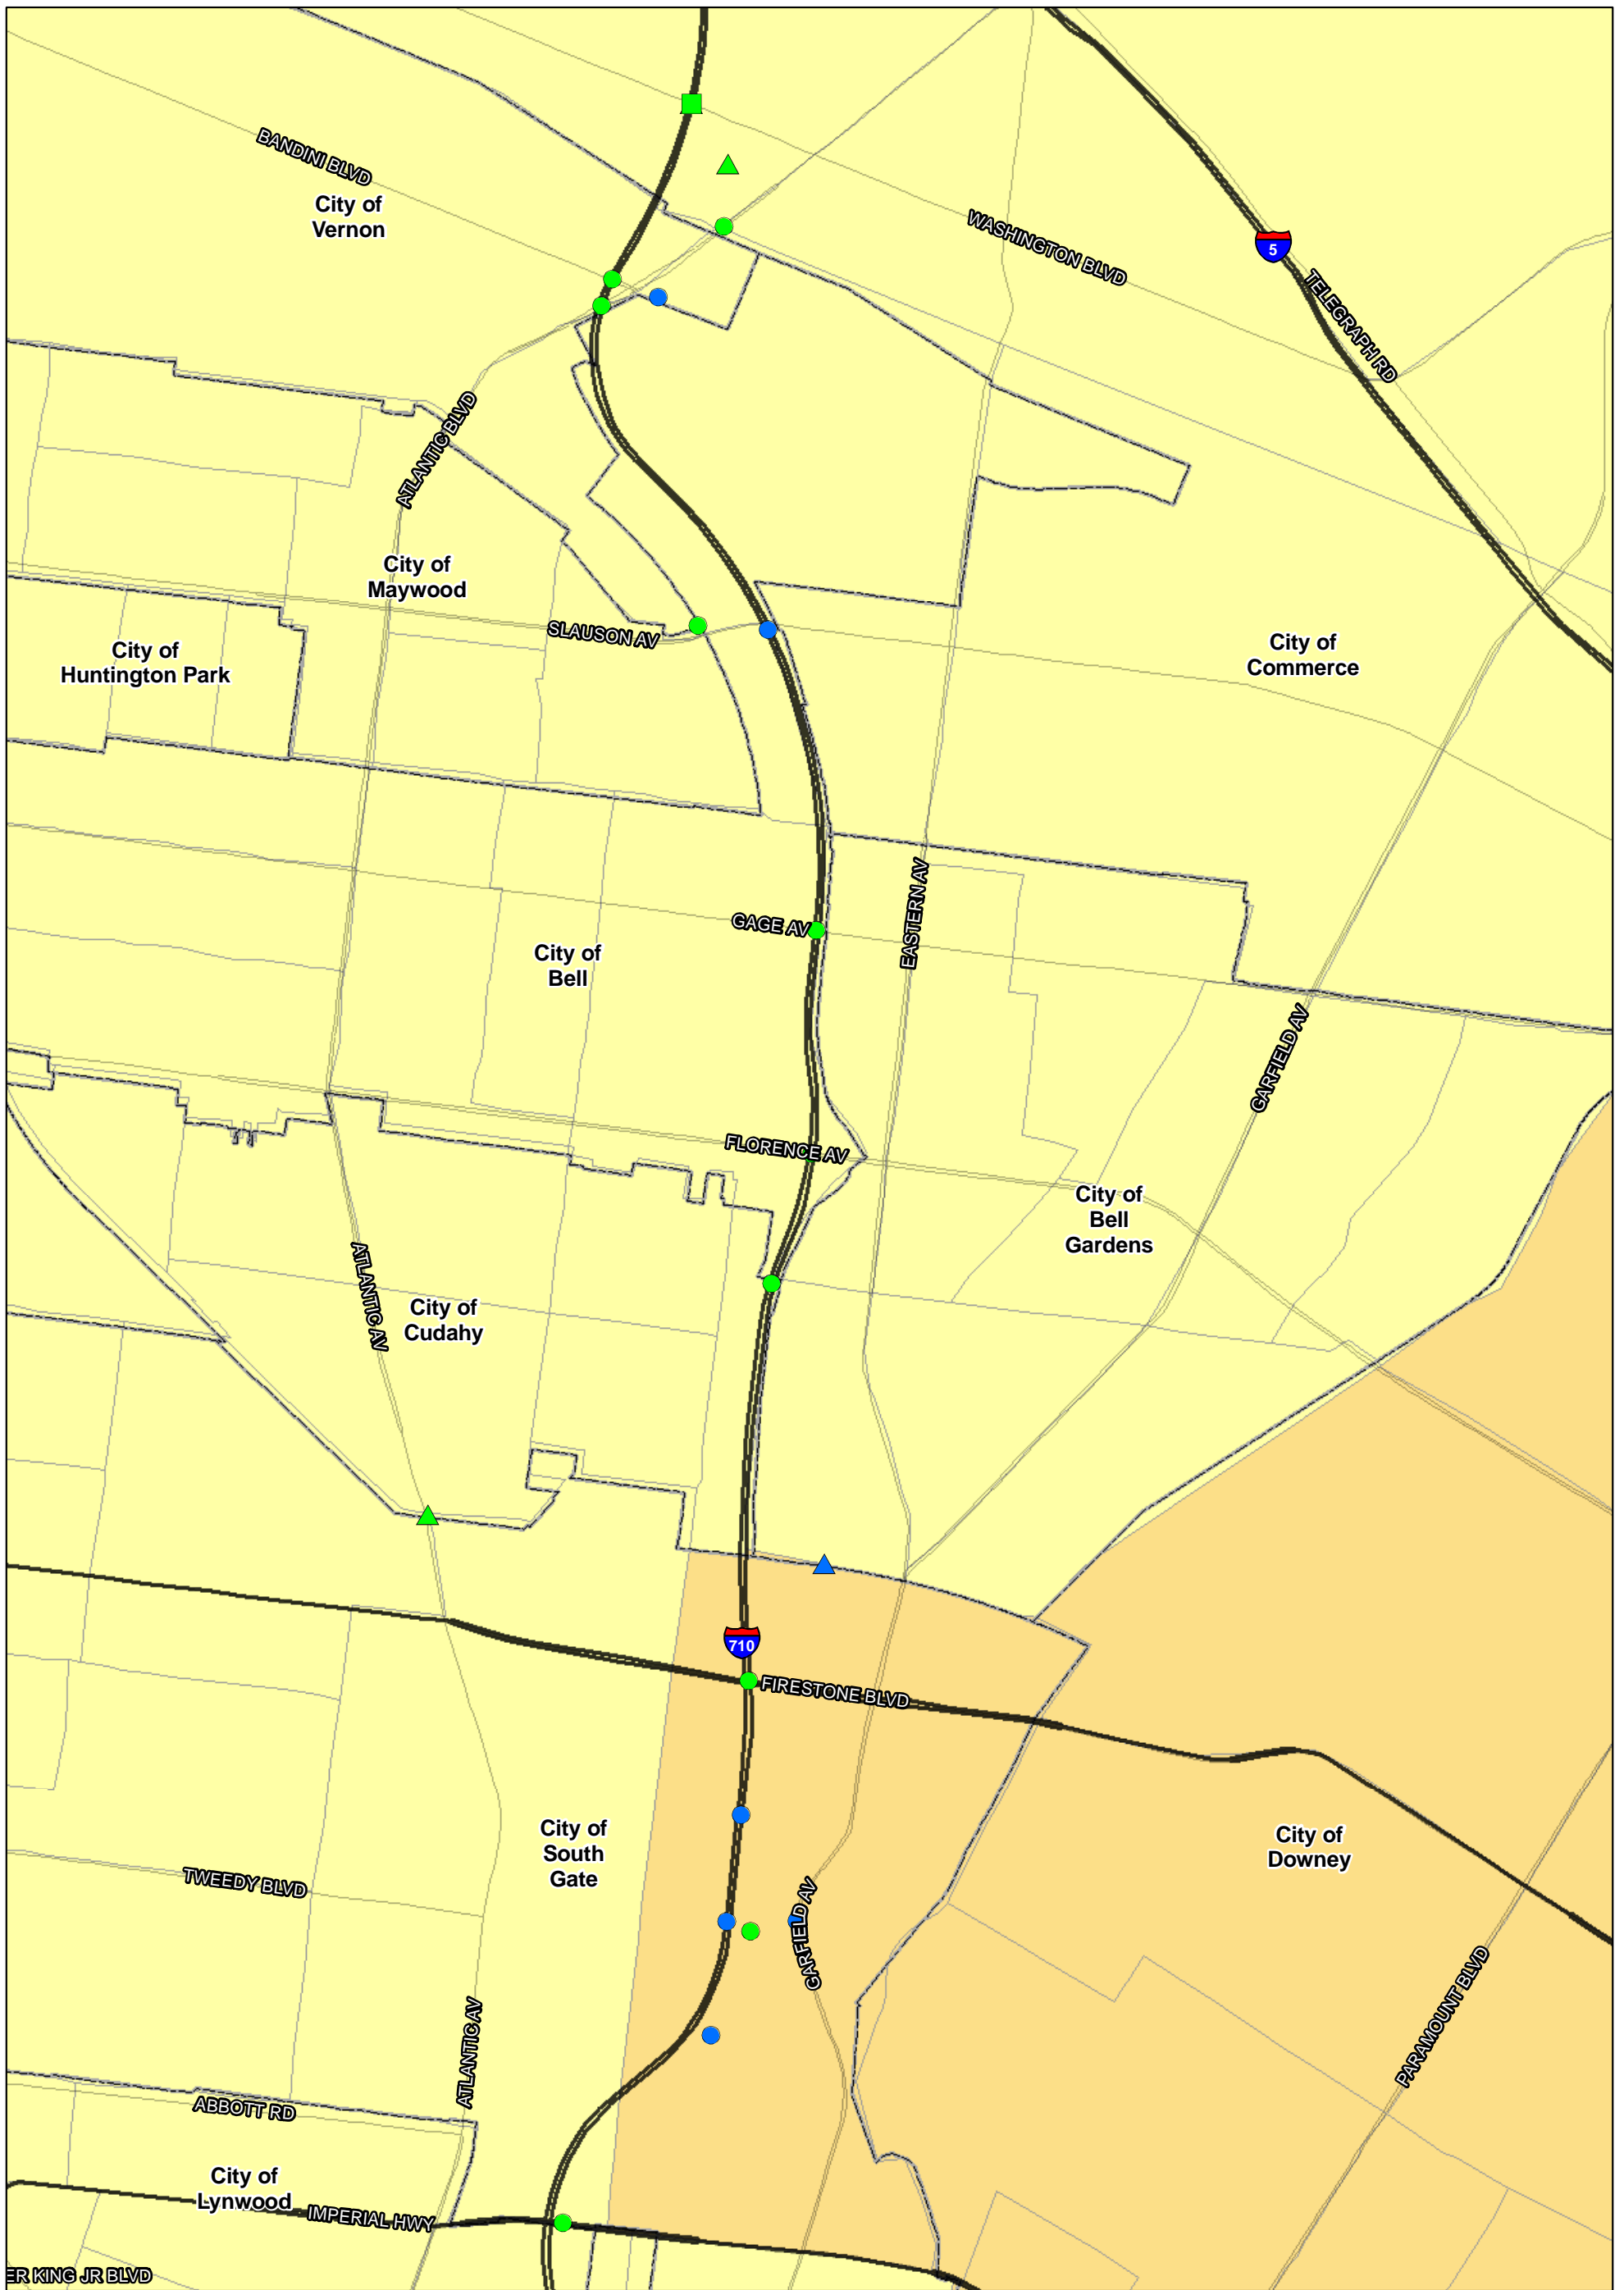 BANDINI BLVD
City of
Vernon
WASHINGTON BLVD
5
TELEGRAPH RD
ATLANTIC BLVD
City of
Maywood
SLAUSON AV
City of
Huntington Park
City of
Commerce
EASTERN AV
GAGE AV
City of
Bell
GARFIELD AV
FLORENCE AV
City of
Bell
Gardens
ATLANTIC AV
City of
Cudahy
710
FIRESTONE BLVD
City of
South
Gate
City of
Downey
TWEEDY BLVD
GARFIELD AV
PARAMOUNT BLVD
ATLANTIC AV
ABBOTT RD
City of
Lynwood
IMPERIAL HWY
ER KING JR BLVD